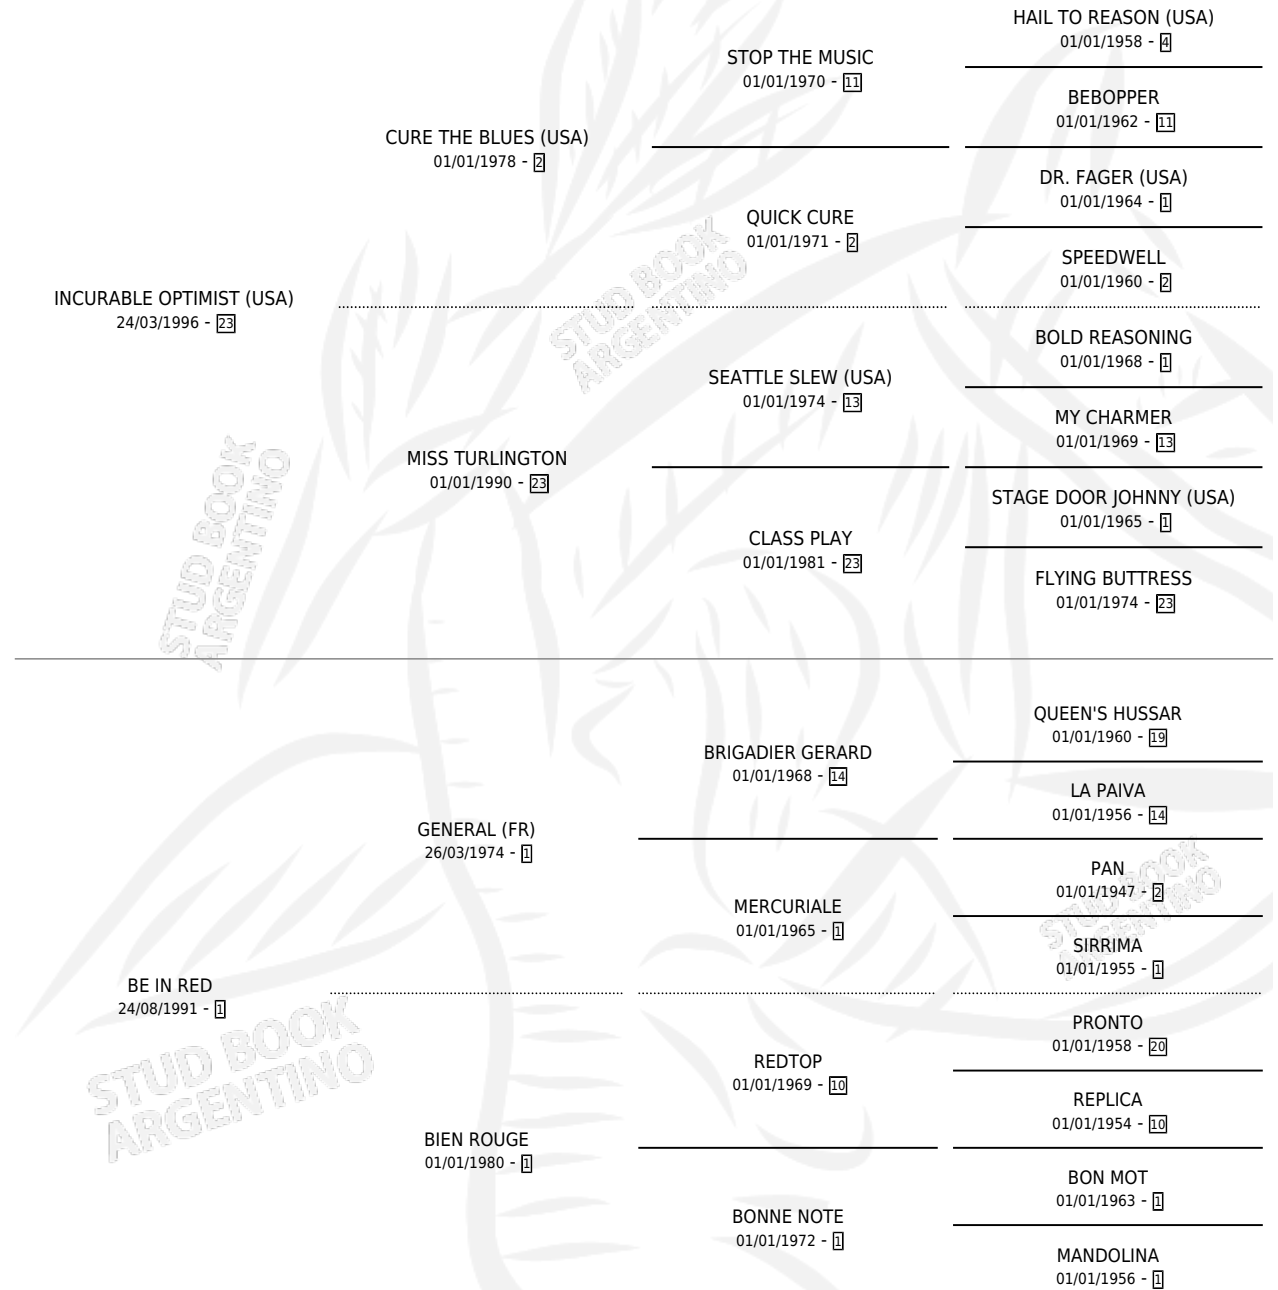 HAIL TO REASON (USA)
01/01/1958 - 4
STOP THE MUSIC
01/01/1970 - 11
BEBOPPER
01/01/1962 - 11
CURE THE BLUES (USA)
01/01/1978 - 2
DR. FAGER (USA)
01/01/1964 - 1
QUICK CURE
01/01/1971 - 2
SPEEDWELL
01/01/1960 - 2
INCURABLE OPTIMIST (USA)
24/03/1996 - 23
BOLD REASONING
01/01/1968 - 1
SEATTLE SLEW (USA)
01/01/1974 - 13
MY CHARMER
01/01/1969 - 13
MISS TURLINGTON
01/01/1990 - 23
STAGE DOOR JOHNNY (USA)
01/01/1965 - 1
CLASS PLAY
01/01/1981 - 23
FLYING BUTTRESS
01/01/1974 - 23
QUEEN'S HUSSAR
01/01/1960 - 19
BRIGADIER GERARD
01/01/1968 - 14
LA PAIVA
01/01/1956 - 14
GENERAL (FR)
26/03/1974 - 1
PAN
01/01/1947 - 2
MERCURIALE
01/01/1965 - 1
SIRRIMA
01/01/1955 - 1
BE IN RED
24/08/1991 - 1
PRONTO
01/01/1958 - 20
REDTOP
01/01/1969 - 10
REPLICA
01/01/1954 - 10
BIEN ROUGE
01/01/1980 - 1
BON MOT
01/01/1963 - 1
BONNE NOTE
01/01/1972 - 1
MANDOLINA
01/01/1956 - 1
STUD BOOK
ARGENTINO
STUD BOOK
ARGENTINO
STUD BOOK
ARGENTINO
STUD BOOK
ARGENTINO